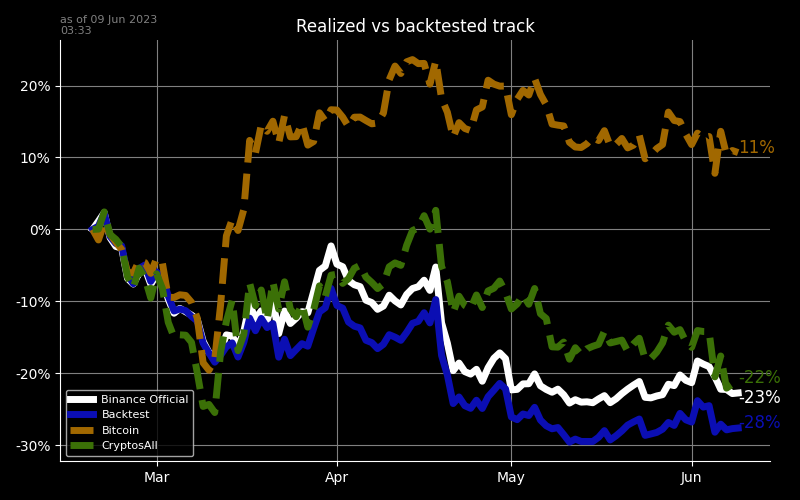 as of 09 Jun 2023
03:33
Realized vs backtested track
20%
10%
0%
-10%
-20%
-30%
11%
-22%
-23%
-28%
Binance Official
Backtest
Bitcoin
CryptosAll
Mar
Apr
May
Jun